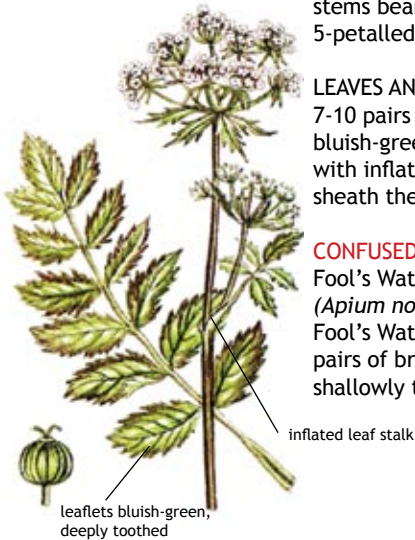 stems bear
5-petalled
LEAVES AN
7-10 pairs
bluish-gree
with inflat
sheath the
CONFUSED
Fool's Wat
(Apium no
Fool's Wat
pairs of br
shallowly t
inflated leaf stalk
leaflets bluish-green,
deeply toothed